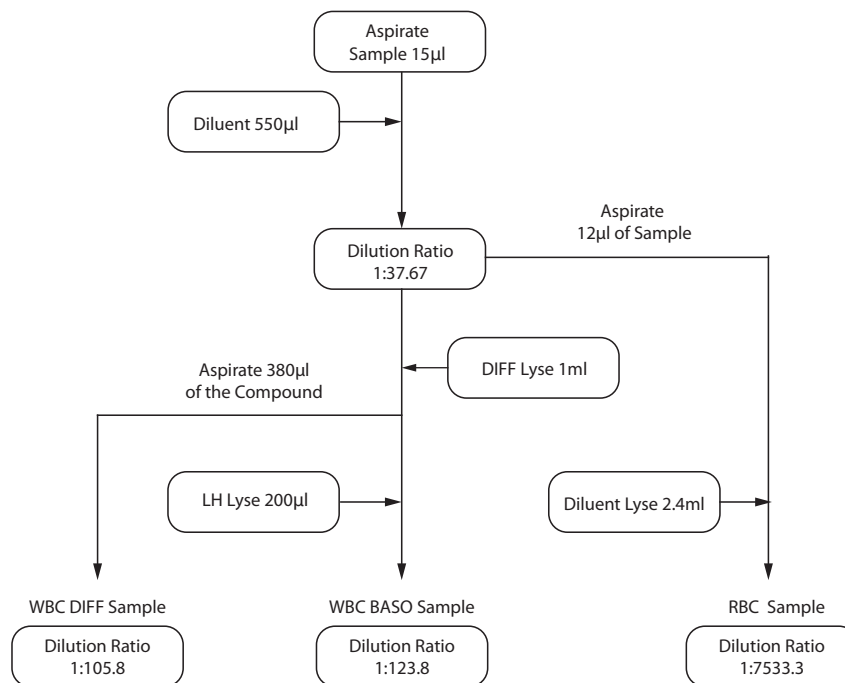 Aspirate
Sample 15µl
Diluent 550µl
Aspirate
12µl of Sample
Dilution Ratio
1:37.67
Aspirate 380µl
of the Compound
DIFF Lyse 1ml
LH Lyse 200µl
Diluent Lyse 2.4ml
WBC DIFF Sample
WBC BASO Sample
RBC Sample
Dilution Ratio
1:105.8
Dilution Ratio
1:123.8
Dilution Ratio
1:7533.3